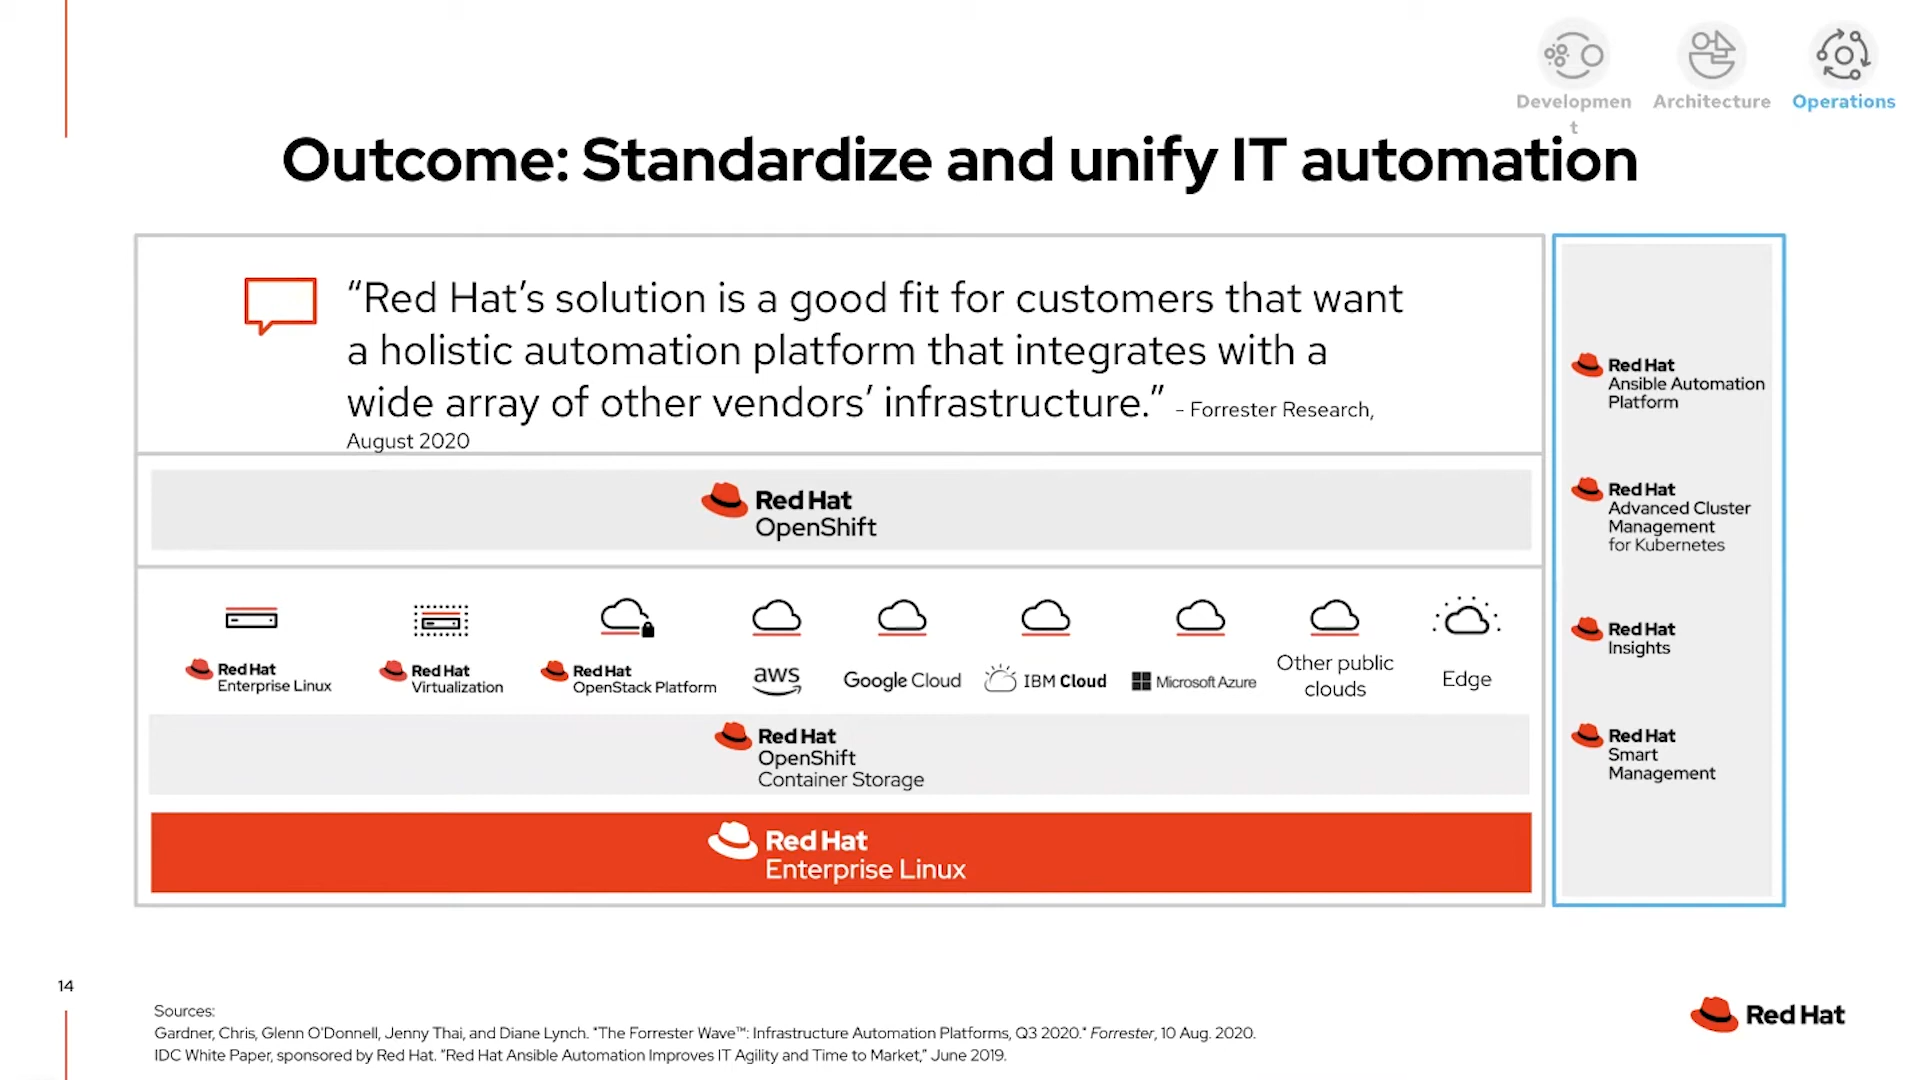 Developmen
t
Architecture
Operations
Outcome: Standardize and unify IT automation
“Red Hat’s solution is a good fit for customers that want
a holistic automation platform that integrates with a
wide array of other vendors’ infrastructure.” - Forrester Research,
August 2020
Red Hat
OpenShift
Red Hat
Enterprise Linux
Red Hat
Virtualization
Red Hat
OpenStack Platform
aws
Google Cloud
IBM Cloud
Microsoft Azure
Other public
clouds
Edge
Red Hat
OpenShift
Container Storage
Red Hat
Enterprise Linux
Red Hat
Ansible Automation
Platform
Red Hat
Advanced Cluster
Management
for Kubernetes
Red Hat
Insights
Red Hat
Smart
Management
14
Sources:
Gardner, Chris, Glenn O'Donnell, Jenny Thai, and Diane Lynch. "The Forrester Wave™: Infrastructure Automation Platforms, Q3 2020." Forrester, 10 Aug. 2020.
IDC White Paper, sponsored by Red Hat. "Red Hat Ansible Automation Improves IT Agility and Time to Market," June 2019.
Red Hat